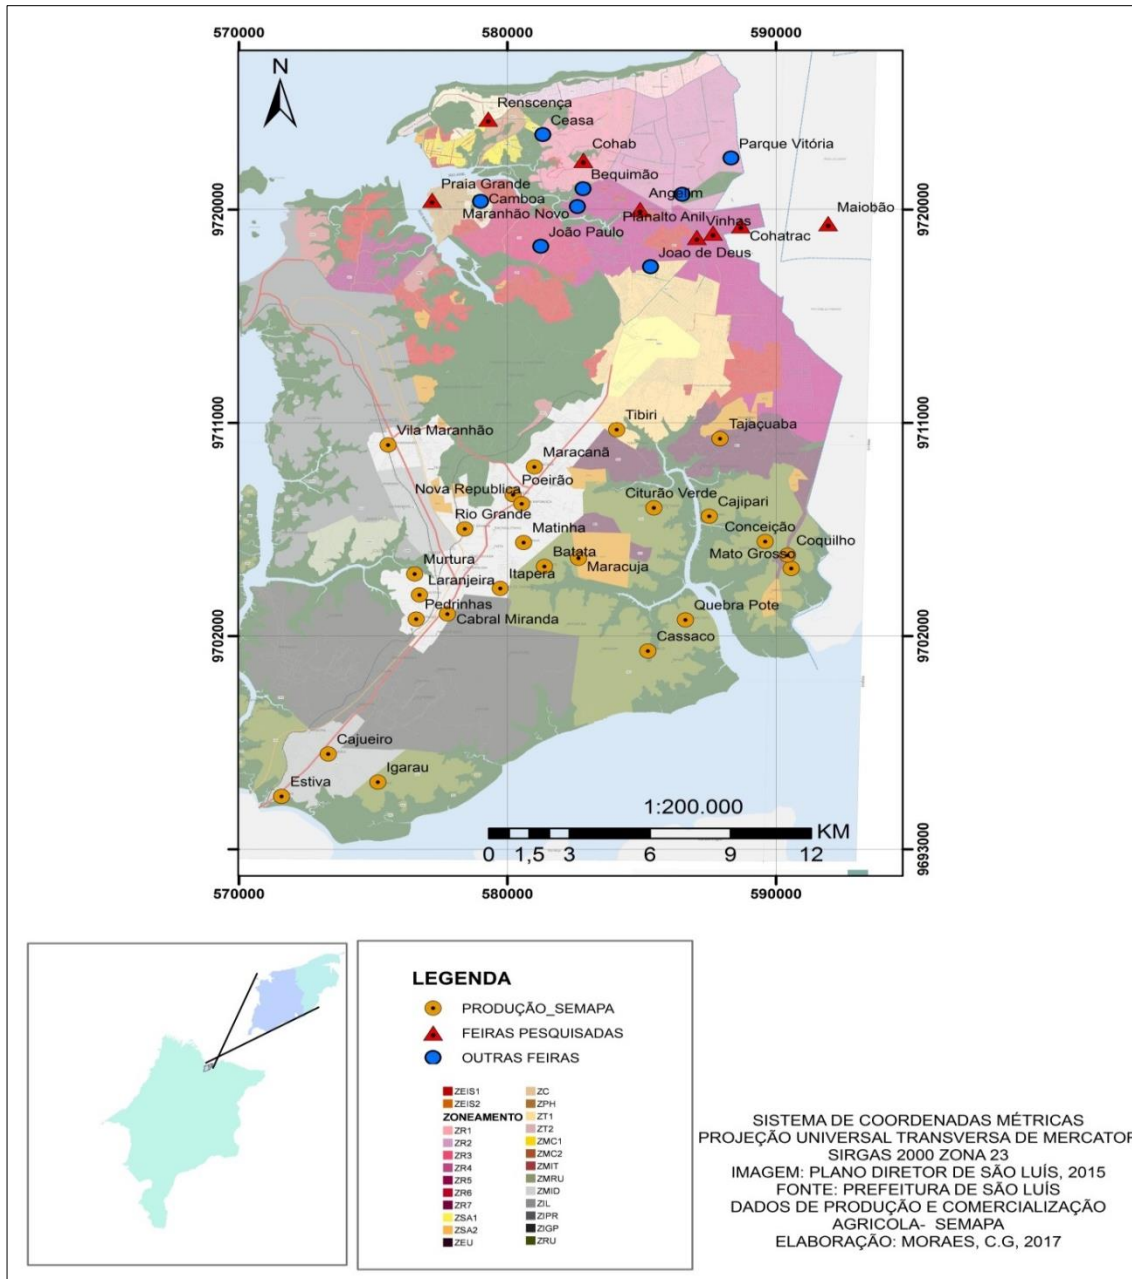 570000
580000
590000
N
Renscença
Ceasa
Cohab
Parque Vitória
Bequimão
Praia Grande
Angelim
Camboa
9720000
9720000
Maranhão Novo
Planalto Anil
Vinhas
Maiobão
João Paulo
Cohatrac
Joao de Deus
9711000
9711000
Tibiri
Tajaçuaba
Vila Maranhão
Maracanã
Poeirão
Nova Republica
Citurão Verde
Cajipari
Rio Grande
Matinha
Conceição
Coquilho
Mato Grosso
Batata
Maracuja
Murtura
Laranjeira
Itapera
Pedrinhas
Cabral Miranda
Quebra Pote
Cassaco
9702000
9702000
Cajueiro
Igarau
Estiva
1:200.000
KM
0 1,5 3 6 9 12
9693000
570000
580000
590000
LEGENDA
PRODUÇÃO_SEMAPA
FEIRAS PESQUISADAS
OUTRAS FEIRAS
ZEIS1
ZEIS2
ZONEAMENTO
ZR1
ZR2
ZR3
ZR4
ZR5
ZR6
ZR7
ZSA1
ZSA2
ZEU
ZC
ZPH
ZT1
ZT2
ZMC1
ZMC2
ZMIT
ZMRU
ZMID
ZIL
ZIPR
ZIGP
ZRU
SISTEMA DE COORDENADAS MÉTRICAS
PROJEÇÃO UNIVERSAL TRANSVERSA DE MERCATOR
SIRGAS 2000 ZONA 23
IMAGEM: PLANO DIRETOR DE SÃO LUÍS, 2015
FONTE: PREFEITURA DE SÃO LUÍS
DADOS DE PRODUÇÃO E COMERCIALIZAÇÃO
AGRICOLA- SEMAPA
ELABORAÇÃO: MORAES, C.G, 2017